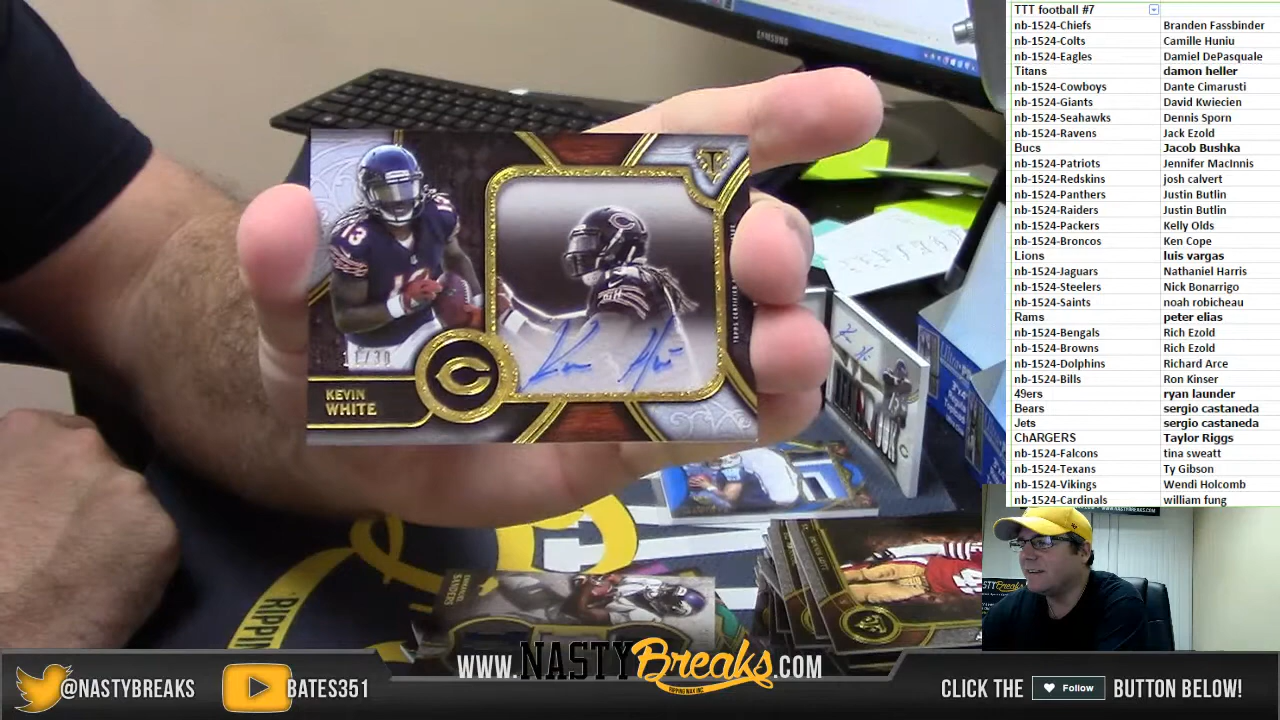 SAMSUNG
TTT football #7
nb-1524-Chiefs Branden Fassbinder
nb-1524-Colts Camille Huniu
nb-1524-Eagles Damiel DePasquale
Titans damon heller
nb-1524-Cowboys Dante Cimarusti
nb-1524-Giants David Kwiecien
nb-1524-Seahawks Dennis Sporn
nb-1524-Ravens Jack Ezold
Bucs Jacob Bushka
nb-1524-Patriots Jennifer MacInnis
nb-1524-Redskins josh calvert
nb-1524-Panthers Justin Butlin
nb-1524-Raiders Justin Butlin
nb-1524-Packers Kelly Olds
nb-1524-Broncos Ken Cope
Lions luis vargas
nb-1524-Jaguars Nathaniel Harris
nb-1524-Steelers Nick Bonarrigo
nb-1524-Saints noah robicheau
Rams peter elias
nb-1524-Bengals Rich Ezold
nb-1524-Browns Rich Ezold
nb-1524-Dolphins Richard Arce
nb-1524-Bills Ron Kinser
49ers ryan launder
Bears sergio castaneda
Jets sergio castaneda
ChARGERS Taylor Riggs
nb-1524-Falcons tina sweatt
nb-1524-Texans Ty Gibson
nb-1524-Vikings Wendi Holcomb
nb-1524-Cardinals william fung
13
KEVIN
WHITE
C
RIPPIN
SANDERS
@NASTYBREAKS
BATES351
WWW.NASTYBreaks.COM
RIPPING WAX INC.
CLICK THE Follow BUTTON BELOW!